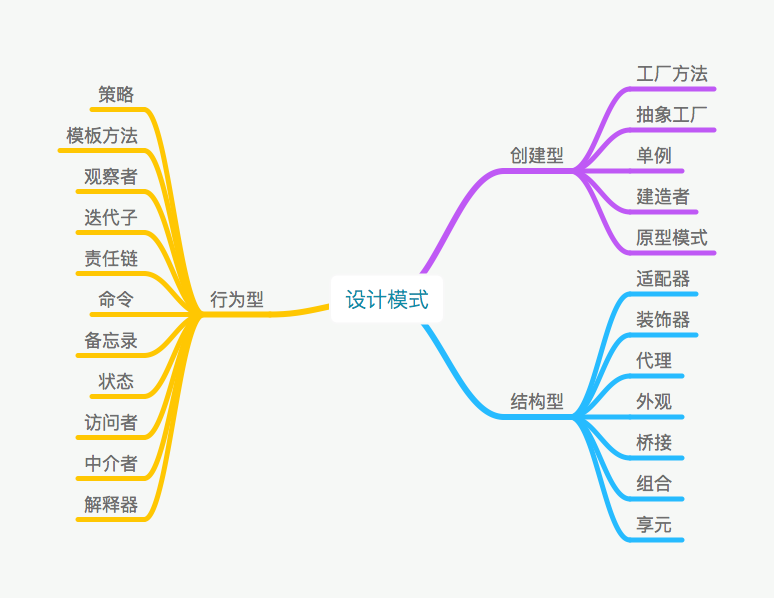 设计模式
创建型
工厂方法
抽象工厂
单例
建造者
原型模式
结构型
适配器
装饰器
代理
外观
桥接
组合
享元
行为型
策略
模板方法
观察者
迭代子
责任链
命令
备忘录
状态
访问者
中介者
解释器